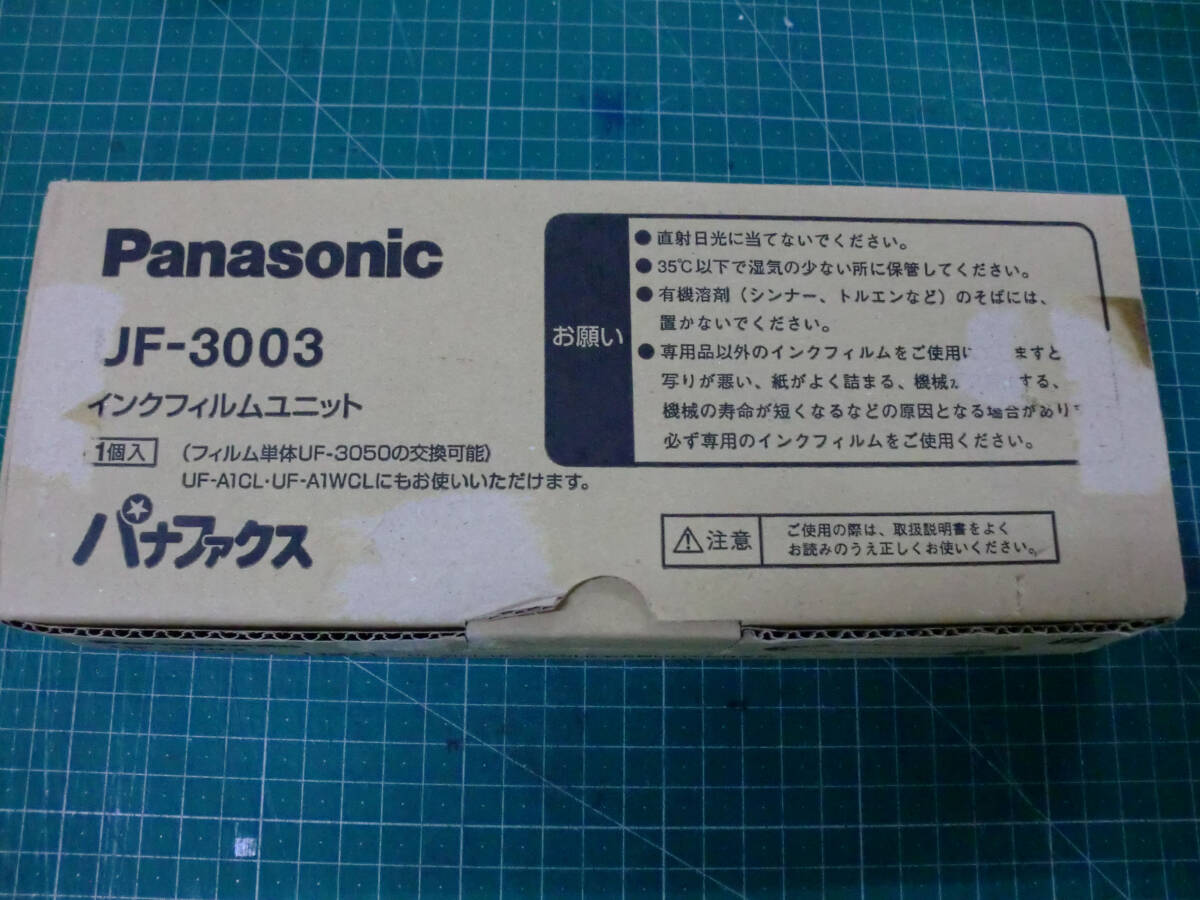 Panasonic
JF-3003
インクフィルムユニット
1個入
（フィルム単体UF-3050の交換可能）
UF-A1CL・UF-A1WCLにもお使いいただけます。
パナファクス
お願い
●直射日光に当てないでください。
●35℃以下で湿気の少ない所に保管してください。
●有機溶剤（シンナー、トルエンなど）のそばには、
置かないでください。
●専用品以外のインクフィルムをご使用に ますと
写りが悪い、紙がよく詰まる、機械 する、
機械の寿命が短くなるなどの原因となる場合があり
必ず専用のインクフィルムをご使用ください。
注意
ご使用の際は、取扱説明書をよく
お読みのうえ正しくお使いください。